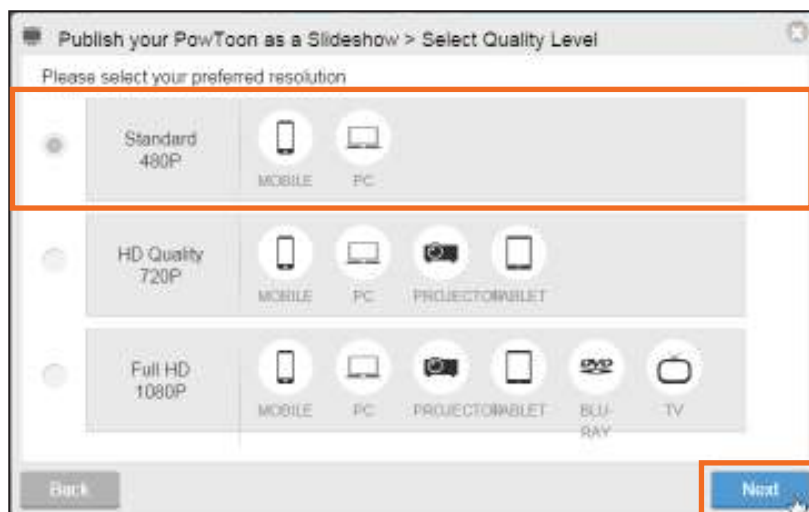 Publish your PowToon as a Slideshow > Select Quality Level
Please select your preferred resolution
Standard
480P
MOBILE PC
HD Quality
720P
MOBILE PC PROJECTOR TABLET
Full HD
1080P
DVD
MOBILE PC PROJECTOR TABLET BLU-
RAY TV
Back Next